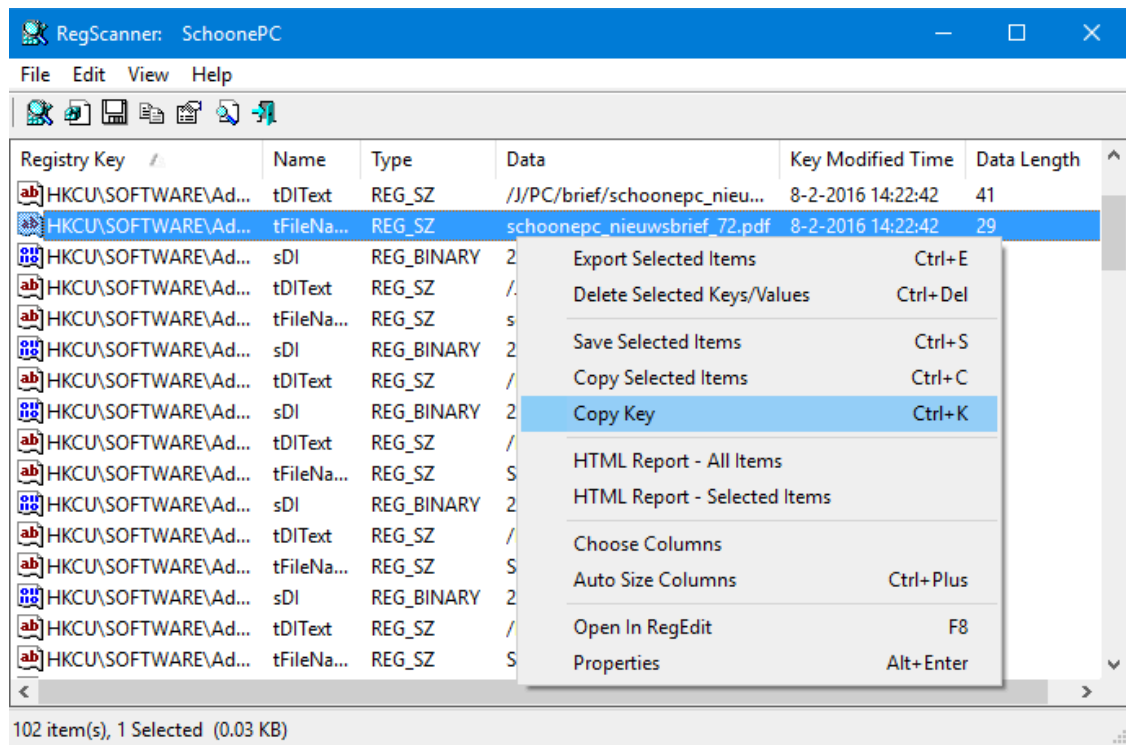 RegScanner: SchoonePC
File Edit View Help
Registry Key Name Type Data Key Modified Time Data Length
HKCU\SOFTWARE\Ad... tDIText REG_SZ /J/PC/brief/schoonepc_nieu... 8-2-2016 14:22:42 41
HKCU\SOFTWARE\Ad... tFileNa... REG_SZ schoonepc_nieuwsbrief_72.pdf 8-2-2016 14:22:42 29
HKCU\SOFTWARE\Ad... sDI REG_BINARY 2
Export Selected Items Ctrl+E
HKCU\SOFTWARE\Ad... tDIText REG_SZ /.
Delete Selected Keys/Values Ctrl+Del
HKCU\SOFTWARE\Ad... tFileNa... REG_SZ s
HKCU\SOFTWARE\Ad... sDI REG_BINARY 2
Save Selected Items Ctrl+S
HKCU\SOFTWARE\Ad... tDIText REG_SZ /
Copy Selected Items Ctrl+C
HKCU\SOFTWARE\Ad... sDI REG_BINARY 2
Copy Key Ctrl+K
HKCU\SOFTWARE\Ad... tDIText REG_SZ /
HKCU\SOFTWARE\Ad... tFileNa... REG_SZ S
HTML Report - All Items
HKCU\SOFTWARE\Ad... sDI REG_BINARY 2
HTML Report - Selected Items
HKCU\SOFTWARE\Ad... tDIText REG_SZ /
Choose Columns
HKCU\SOFTWARE\Ad... tFileNa... REG_SZ S
Auto Size Columns Ctrl+Plus
HKCU\SOFTWARE\Ad... sDI REG_BINARY 2
HKCU\SOFTWARE\Ad... tDIText REG_SZ /
Open In RegEdit F8
HKCU\SOFTWARE\Ad... tFileNa... REG_SZ S
Properties Alt+Enter
102 item(s), 1 Selected (0.03 KB)